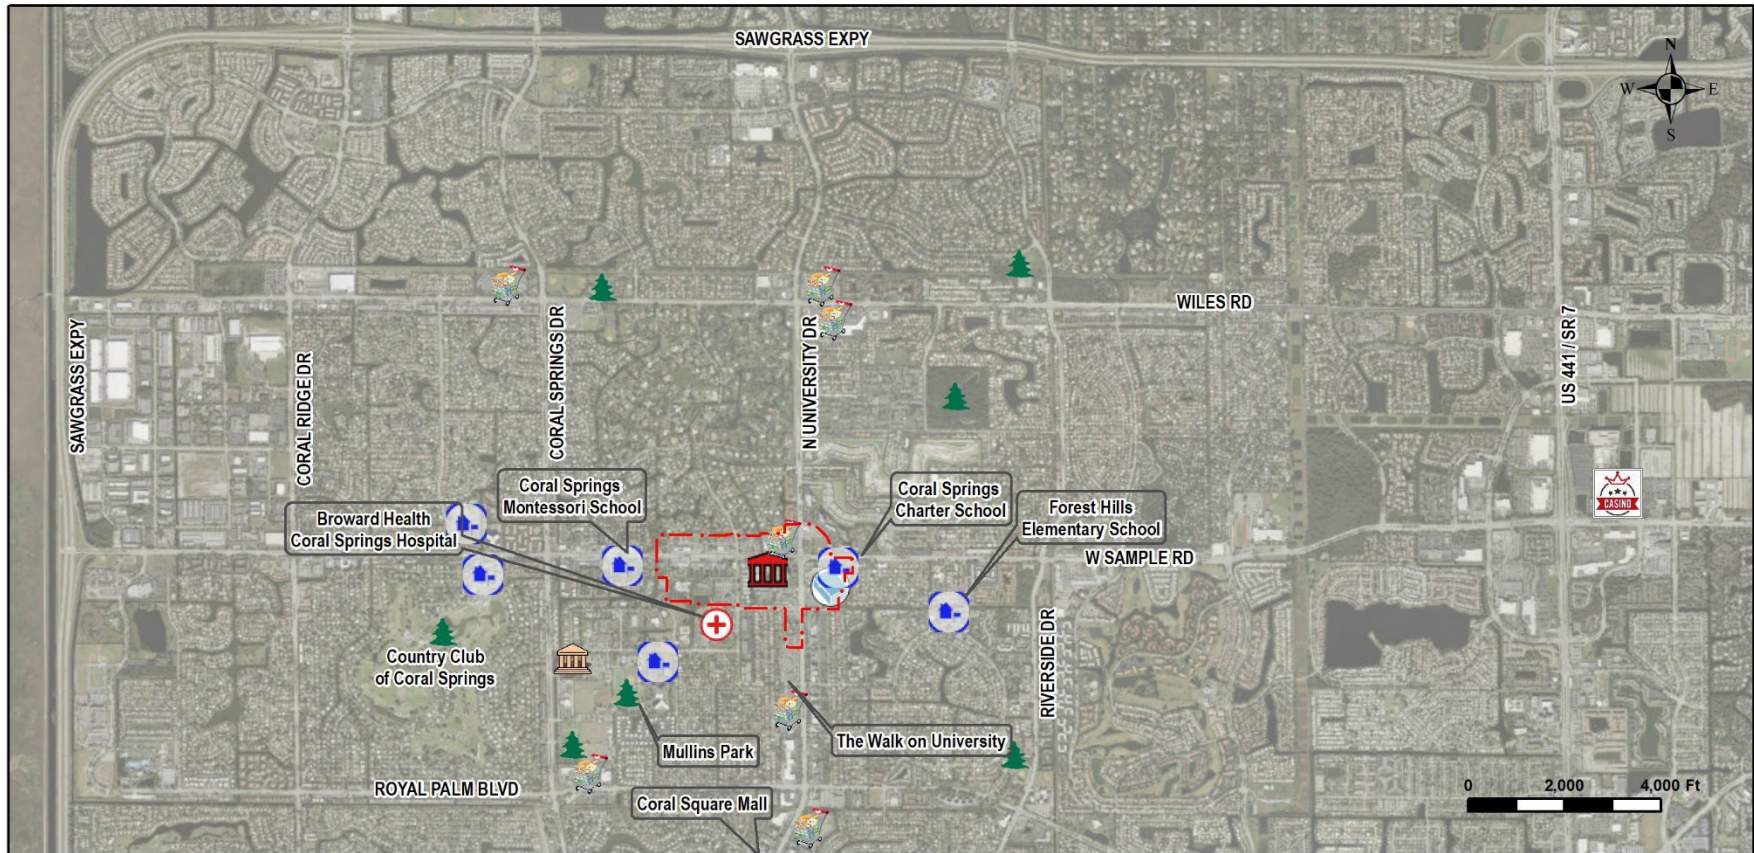 SAWGRASS EXPY
N
W
E
S
WILES RD
SAWGRASS EXPY
CORAL RIDGE DR
CORAL SPRINGS DR
N UNIVERSITY DR
US 441 / SR 7
CASINO
Coral Springs
Montessori School
Broward Health
Coral Springs Hospital
Coral Springs
Charter School
Forest Hills
Elementary School
W SAMPLE RD
RIVERSIDE DR
Country Club
of Coral Springs
Mullins Park
The Walk on University
ROYAL PALM BLVD
Coral Square Mall
0 2,000 4,000 Ft